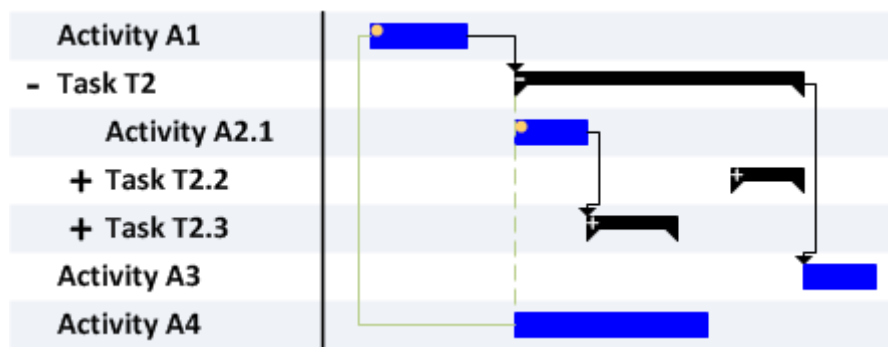 Activity A1
- Task T2
Activity A2.1
+ Task T2.2
+ Task T2.3
Activity A3
Activity A4